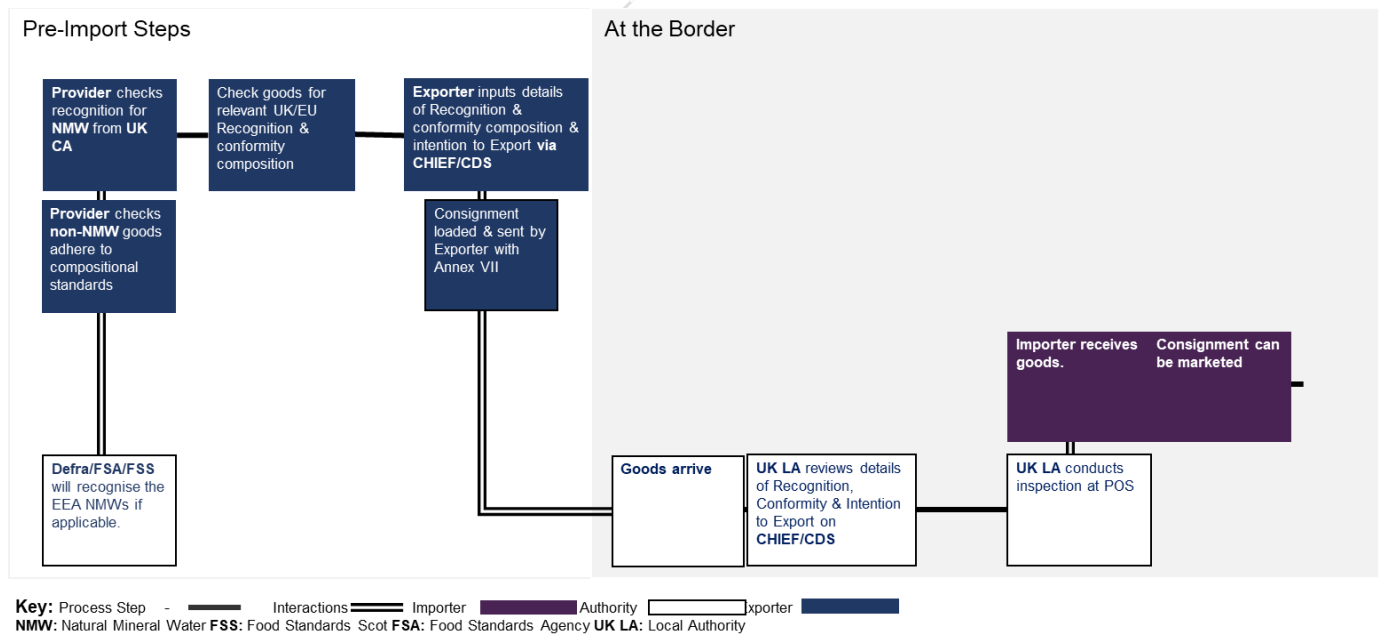 Pre-Import Steps
At the Border
Provider checks
recognition for
NMW from UK
CA
Check goods for
relevant UK/EU
Recognition &
conformity
composition
Exporter inputs details
of Recognition &
conformity composition &
intention to Export via
CHIEF/CDS
Provider checks
non-NMW goods
adhere to
compositional
standards
Consignment
loaded & sent by
Exporter with
Annex VII
Importer receives
goods.
Consignment can
be marketed
Defra/FSA/FSS
will recognise the
EEA NMWs if
applicable.
Goods arrive
UK LA reviews details
of Recognition,
Conformity & Intention
to Export on
CHIEF/CDS
UK LA conducts
inspection at POS
Key: Process Step - Interactions Importer Authority xporter
NMW: Natural Mineral Water FSS: Food Standards Scot FSA: Food Standards Agency UK LA: Local Authority